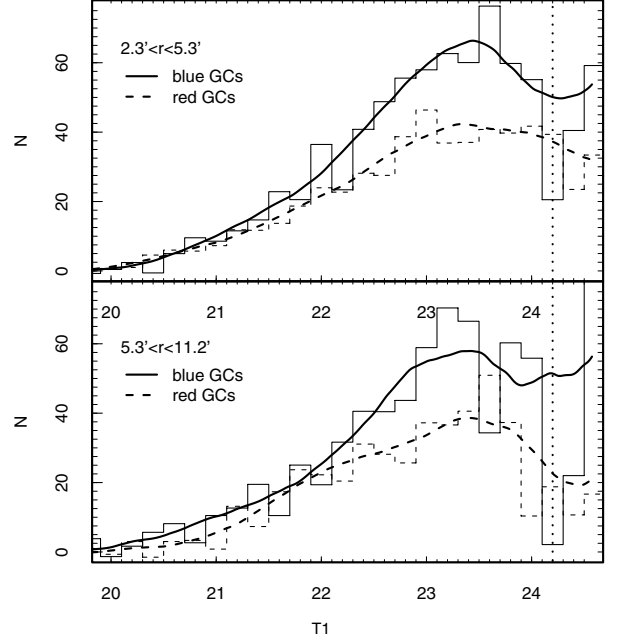 2.3'<r<5.3'
blue GCs
red GCs
N
60
40
20
0
20 21 22 23 24
5.3'<r<11.2'
blue GCs
red GCs
N
60
40
20
0
20 21 22 23 24
T1